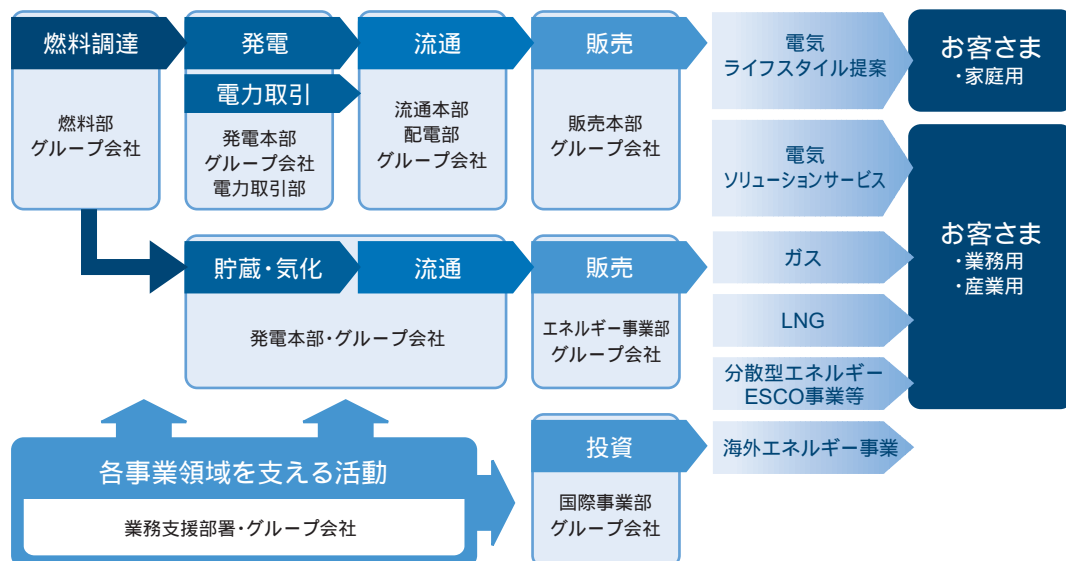 燃料調達
燃料部
グループ会社
発電
電力取引
発電本部
グループ会社
電力取引部
流通
流通本部
配電部
グループ会社
販売
販売本部
グループ会社
電気
ライフスタイル提案
お客さま
・家庭用
電気
ソリューションサービス
貯蔵・気化
流通
発電本部・グループ会社
販売
エネルギー事業部
グループ会社
ガス
LNG
分散型エネルギー
ESCO事業等
お客さま
・業務用
・産業用
各事業領域を支える活動
業務支援部署・グループ会社
投資
国際事業部
グループ会社
海外エネルギー事業